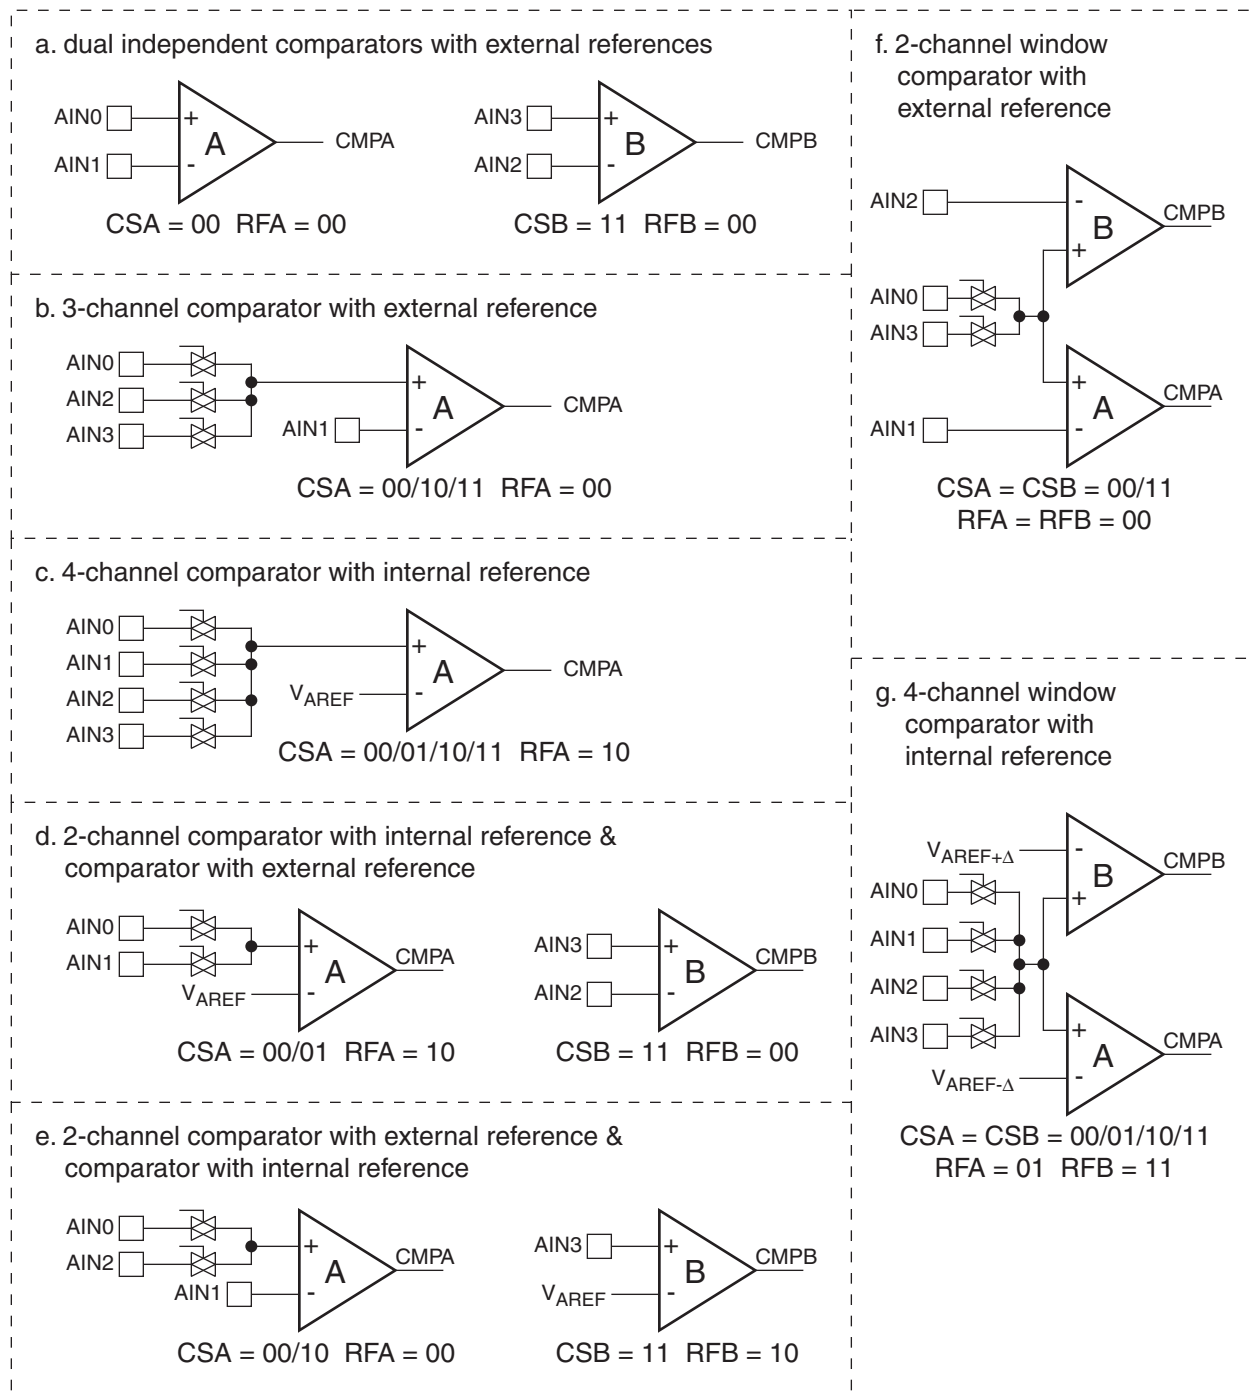 a. dual independent comparators with external references
AIN0
+
A
CMPA
AIN1
-
AIN3
+
B
CMPB
AIN2
-
CSA = 00 RFA = 00
CSB = 11 RFB = 00
b. 3-channel comparator with external reference
AIN0
AIN2
AIN3
+
A
CMPA
AIN1
-
CSA = 00/10/11 RFA = 00
c. 4-channel comparator with internal reference
AIN0
AIN1
AIN2
AIN3
+
A
CMPA
VAREF
-
CSA = 00/01/10/11 RFA = 10
d. 2-channel comparator with internal reference &
comparator with external reference
AIN0
AIN1
+
A
CMPA
VAREF
-
AIN3
+
B
CMPB
AIN2
-
CSA = 00/01 RFA = 10
CSB = 11 RFB = 00
e. 2-channel comparator with external reference &
comparator with internal reference
AIN0
AIN2
+
A
CMPA
AIN1
-
AIN3
+
B
CMPB
VAREF
-
CSA = 00/10 RFA = 00
CSB = 11 RFB = 10
f. 2-channel window
comparator with
external reference
AIN2
-
B
CMPB
+
AIN0
AIN3
+
A
CMPA
AIN1
-
CSA = CSB = 00/11
RFA = RFB = 00
g. 4-channel window
comparator with
internal reference
VAREF+Δ
-
B
CMPB
+
AIN0
AIN1
AIN2
AIN3
+
A
CMPA
VAREF-Δ
-
CSA = CSB = 00/01/10/11
RFA = 01 RFB = 11